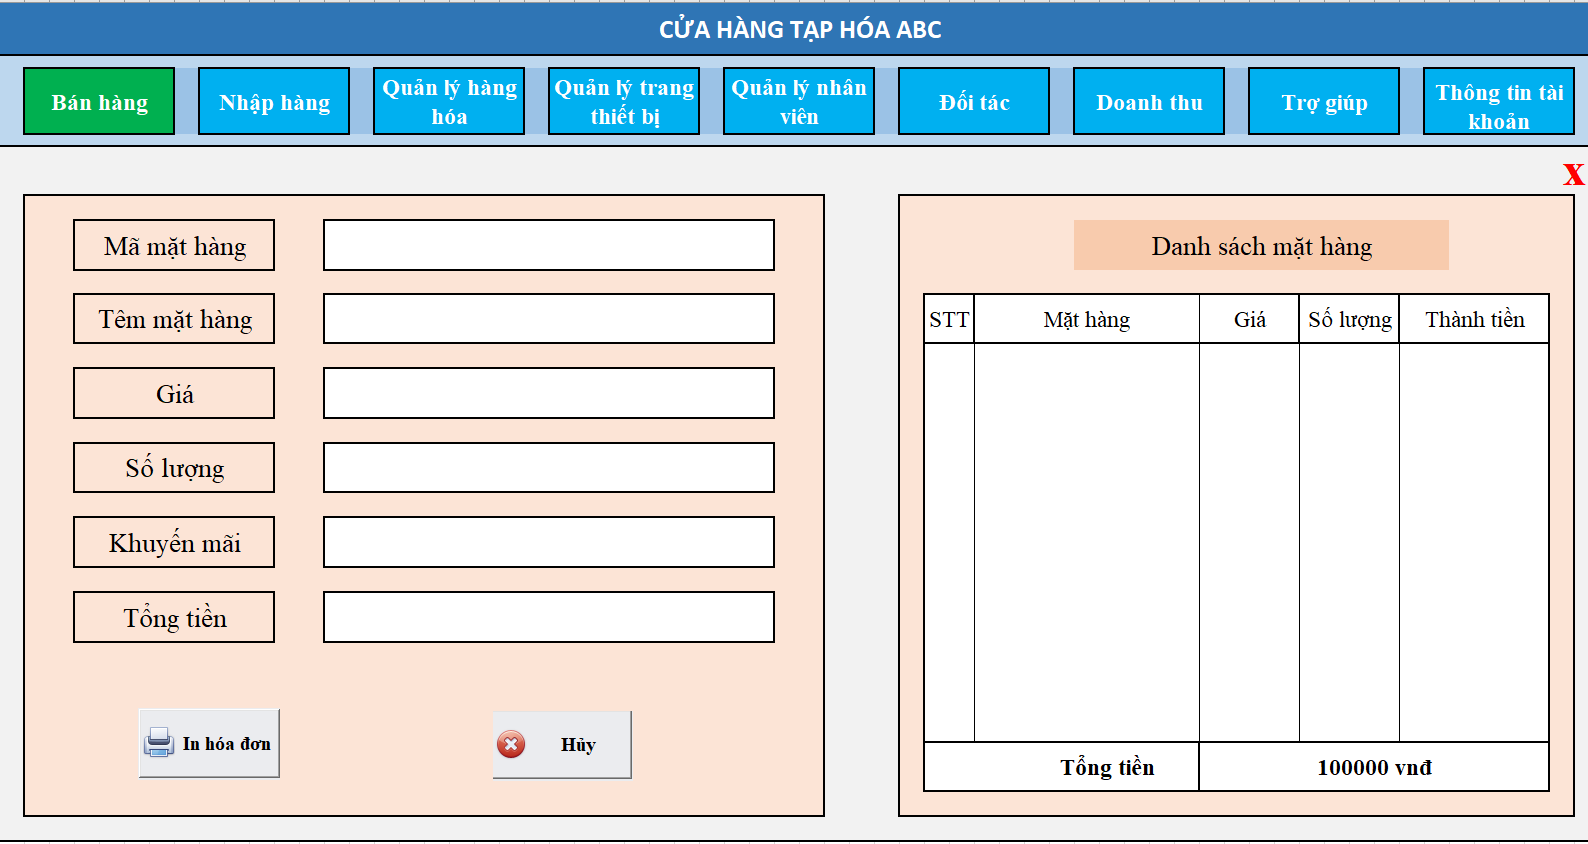 CỬA HÀNG TẠP HÓA ABC
Bán hàng
Nhập hàng
Quản lý hàng
hóa
Quản lý trang
thiết bị
Quản lý nhân
viên
Đối tác
Doanh thu
Trợ giúp
Thông tin tài
khoản
X
Mã mặt hàng
Têm mặt hàng
Giá
Số lượng
Khuyến mãi
Tổng tiền
In hóa đơn
Hủy
Danh sách mặt hàng
STT Mặt hàng Giá Số lượng Thành tiền
Tổng tiền 100000 vnđ